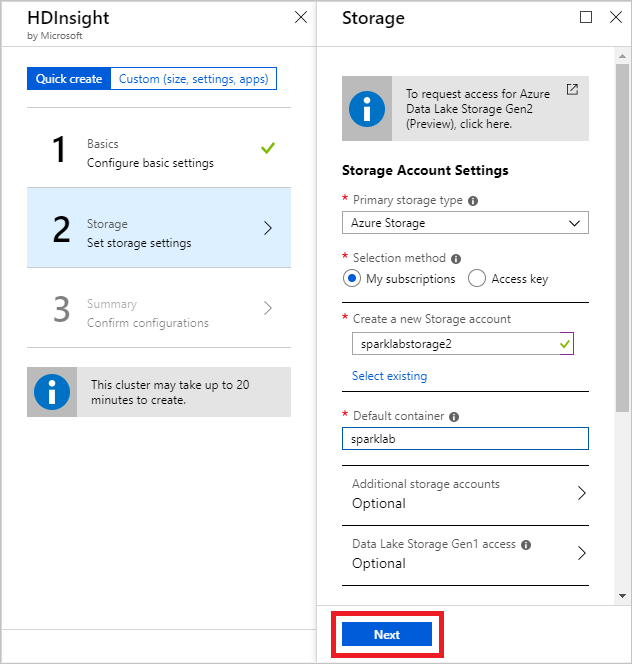 HDInsight
by Microsoft
Quick create
Custom (size, settings, apps)
1
Basics
Configure basic settings
2
Storage
Set storage settings
3
Summary
Confirm configurations
This cluster may take up to 20
minutes to create.
Storage
To request access for Azure
Data Lake Storage Gen2
(Preview), click here.
Storage Account Settings
* Primary storage type
Azure Storage
* Selection method
My subscriptions
Access key
* Create a new Storage account
sparklabstorage2
Select existing
* Default container
sparklab
Additional storage accounts
Optional
Data Lake Storage Gen1 access
Optional
Next